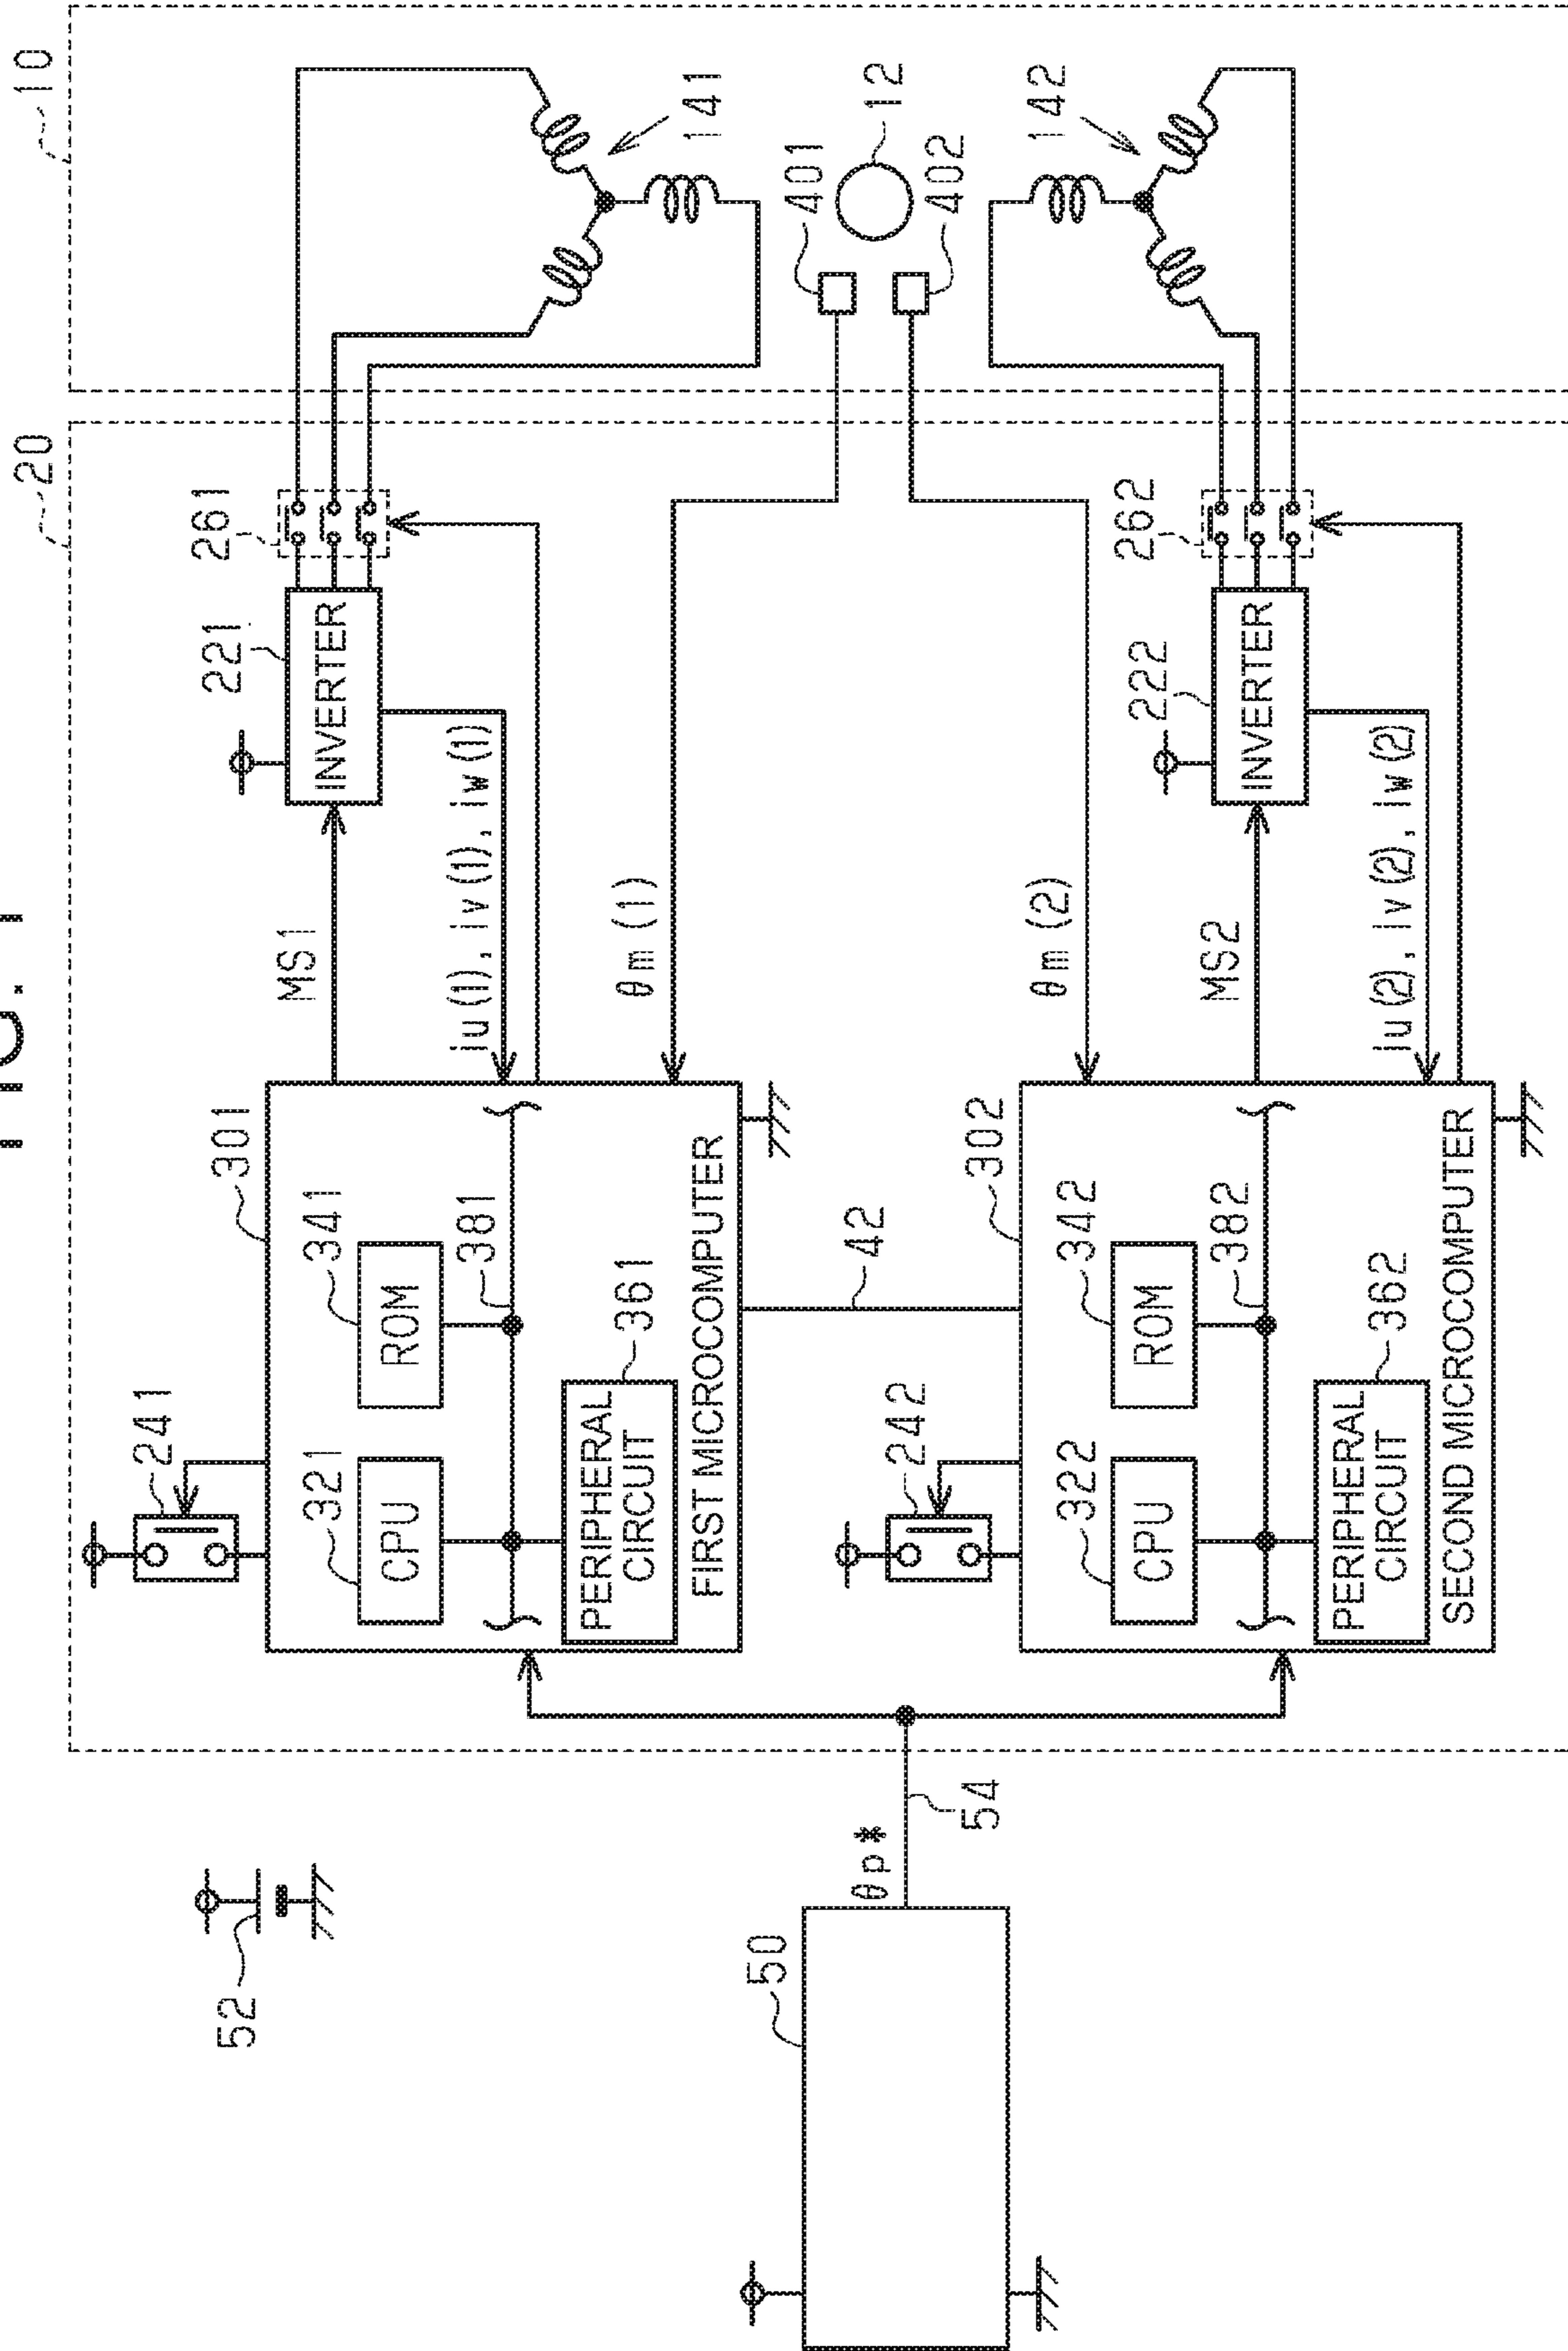 FIG. 1
10
20
261
221
INVERTER
MS1
iu (1), iv (1), iw (1)
θm (1)
141
401
12
402
142
301
241
321
CPU
341
ROM
381
PERIPHERAL
CIRCUIT
361
FIRST MICROCOMPUTER
42
θm (2)
262
222
INVERTER
MS2
iu (2), iv (2), iw (2)
302
242
322
CPU
342
ROM
382
PERIPHERAL
CIRCUIT
362
SECOND MICROCOMPUTER
52
50
θp*
54